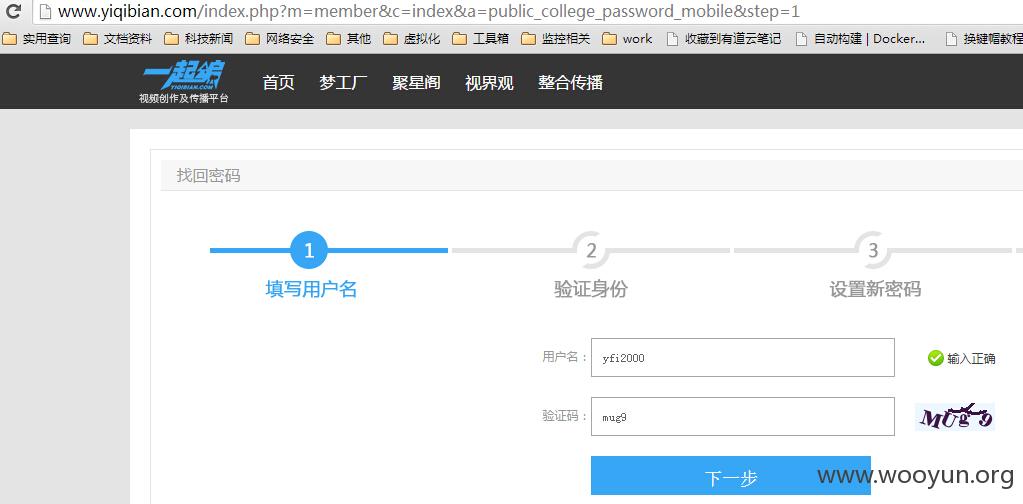 www.yiqibian.com/index.php?m=member&c=index&a=public_college_password_mobile&step=1
实用查询 文档资料 科技新闻 网络安全 其他 虚拟化 工具箱 监控相关 work 收藏到有道云笔记 自动构建 | Docker... 换键帽教程
一起编
YIQIBIAN.COM
视频创作及传播平台
首页 梦工厂 聚星阁 视界观 整合传播
找回密码
1 2 3
填写用户名 验证身份 设置新密码
用户名： yfi2000 输入正确
验证码： mug9 MUg9
下一步
www.wooyun.org